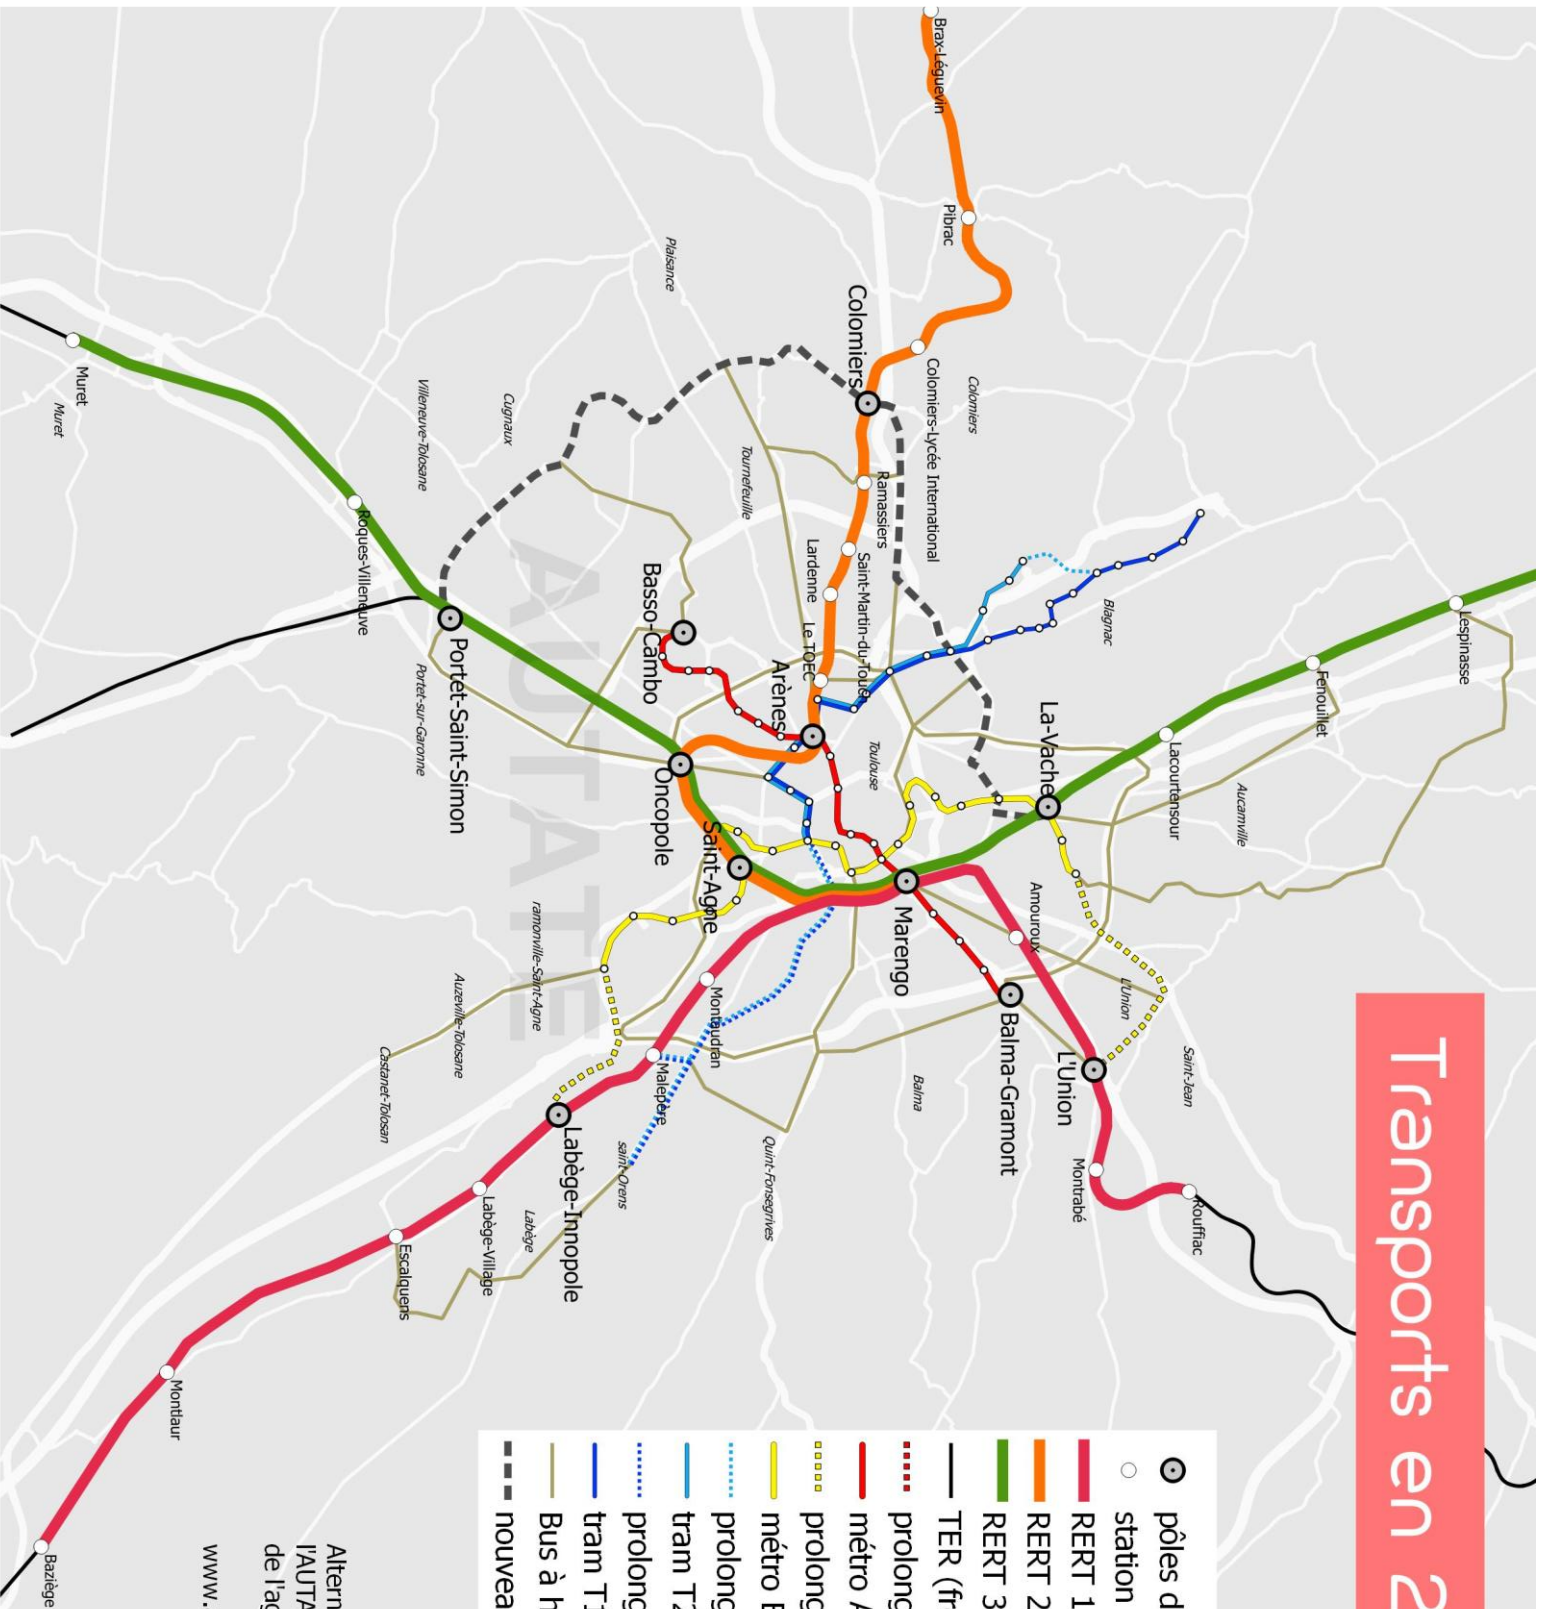 Transports en 2
pôles d
station
RERT 1
RERT 2
RERT 3
TER (fr
prolong
métro A
prolong
métro B
prolong
tram T2
prolong
tram T1
Bus à h
nouvea
Altern
l'AUTA
de l'ag
www.
AUTATE
Lespinasse
Fenouillet
Lacourtensour
Aucamville
La-Vache
Blagnac
Brax-Léguevin
Pibrac
Colomiers
Colomiers-Lycée International
Colomiers
Ramassiers
Saint-Martin-du-Touch
Lardenne
Le TOEC
Arènes
Toulouse
Plaisance
Tournefeuille
Basso-Cambo
Cugnaux
Villeneuve-Tolosane
Muret
Muret
Roques-Villeneuve
Portet-Saint-Simon
Portet-sur-Garonne
Oncopole
Saint-Agne
Marengo
Amouroux
L'Union
L'Union
Saint-Jean
Balma-Gramont
Balma
Montrabé
Rouffiac
Montaudran
Malepère
ramonville-Saint-Agne
Auzeville-Tolosane
Castanet-Tolosan
Quint-Fonsegrives
saint-Orens
Labège-Innopole
Labège
Labège-Village
Escalquens
Montlaur
Baziège